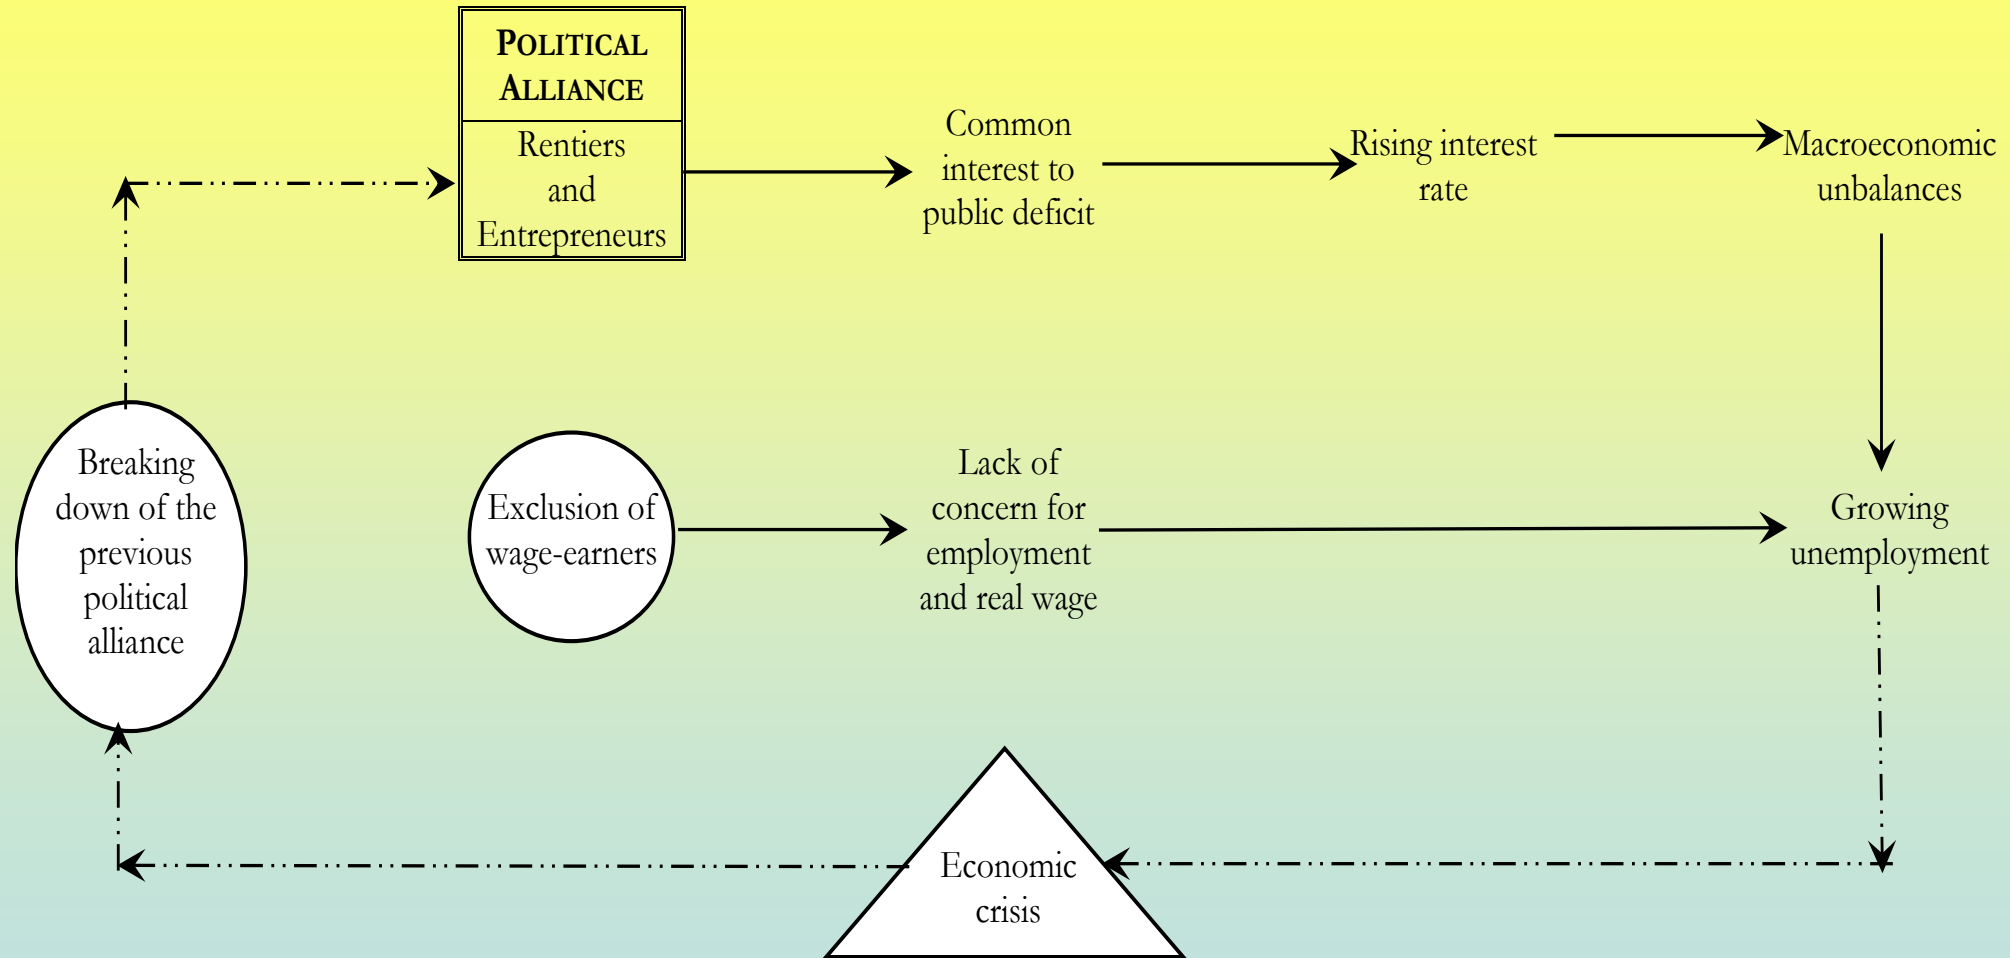 POLITICAL
ALLIANCE
Rentiers
and
Entrepreneurs
Common
interest to
public deficit
Rising interest
rate
Macroeconomic
unbalances
Breaking
down of the
previous
political
alliance
Exclusion of
wage-earners
Lack of
concern for
employment
and real wage
Growing
unemployment
Economic
crisis